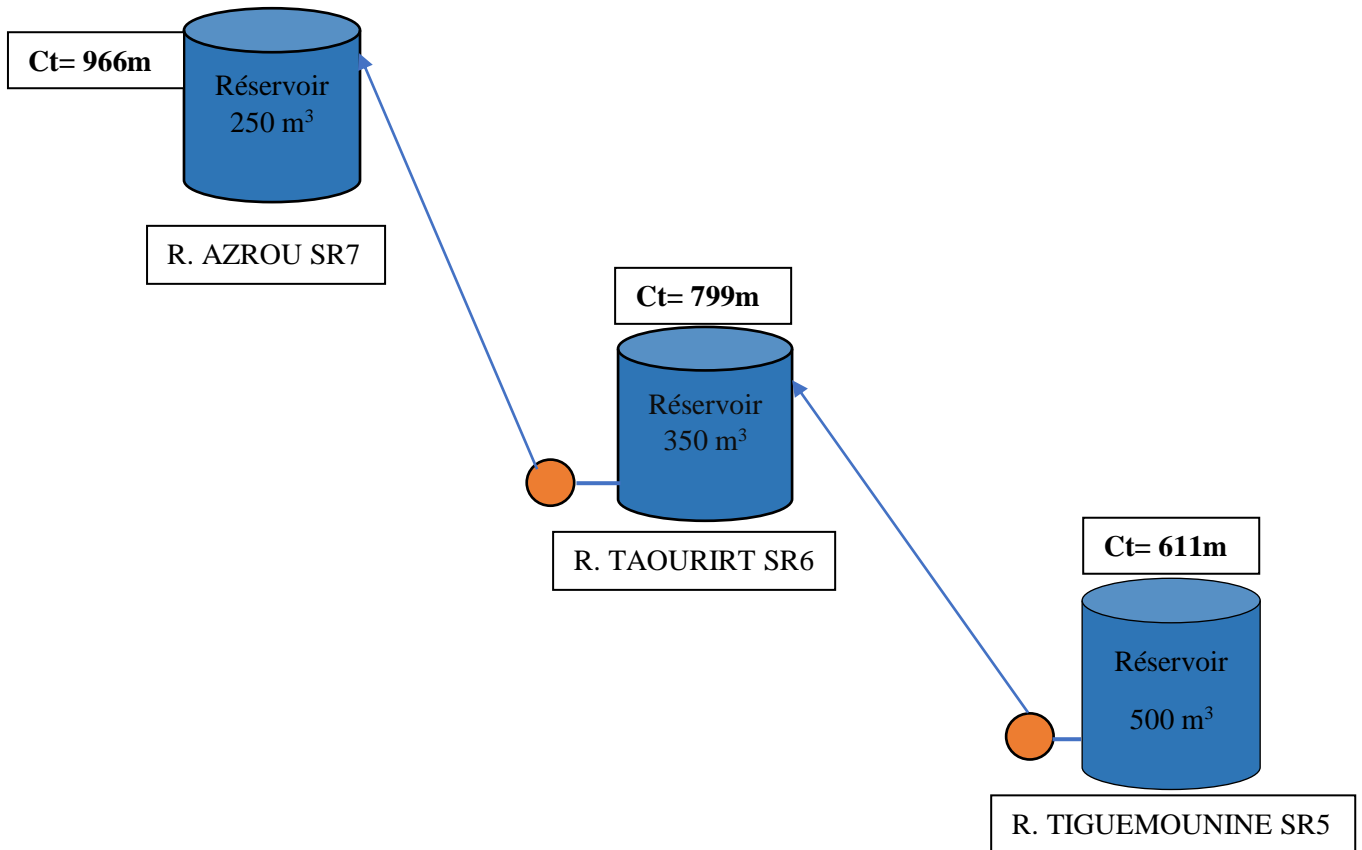 Ct= 966m
Réservoir
250 m³
R. AZROU SR7
Ct= 799m
Réservoir
350 m³
R. TAOURIRT SR6
Ct= 611m
Réservoir
500 m³
R. TIGUEMOUNINE SR5